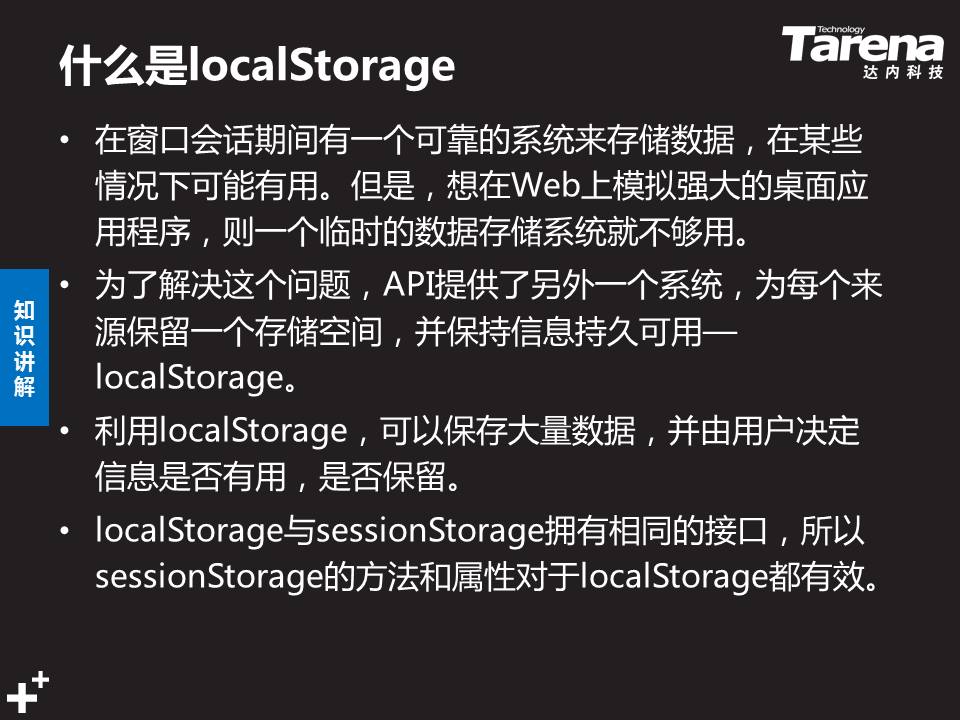 什么是localStorage
Technology
Tarena
达内科技
• 在窗口会话期间有一个可靠的系统来存储数据，在某些
情况下可能有用。但是，想在Web上模拟强大的桌面应
用程序，则一个临时的数据存储系统就不够用。
• 为了解决这个问题，API提供了另外一个系统，为每个来
源保留一个存储空间，并保持信息持久可用—
localStorage。
• 利用localStorage，可以保存大量数据，并由用户决定
信息是否有用，是否保留。
• localStorage与sessionStorage拥有相同的接口，所以
sessionStorage的方法和属性对于localStorage都有效。
知
识
讲
解